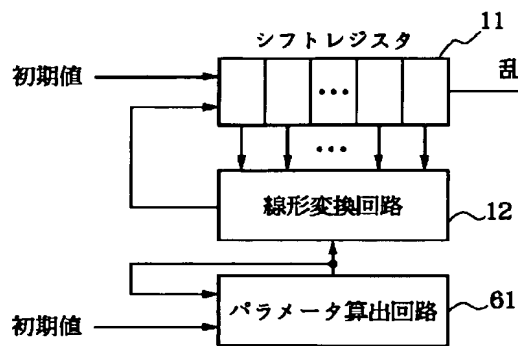 シフトレジスタ
11
初期値
乱
線形変換回路
12
初期値
パラメータ算出回路
61